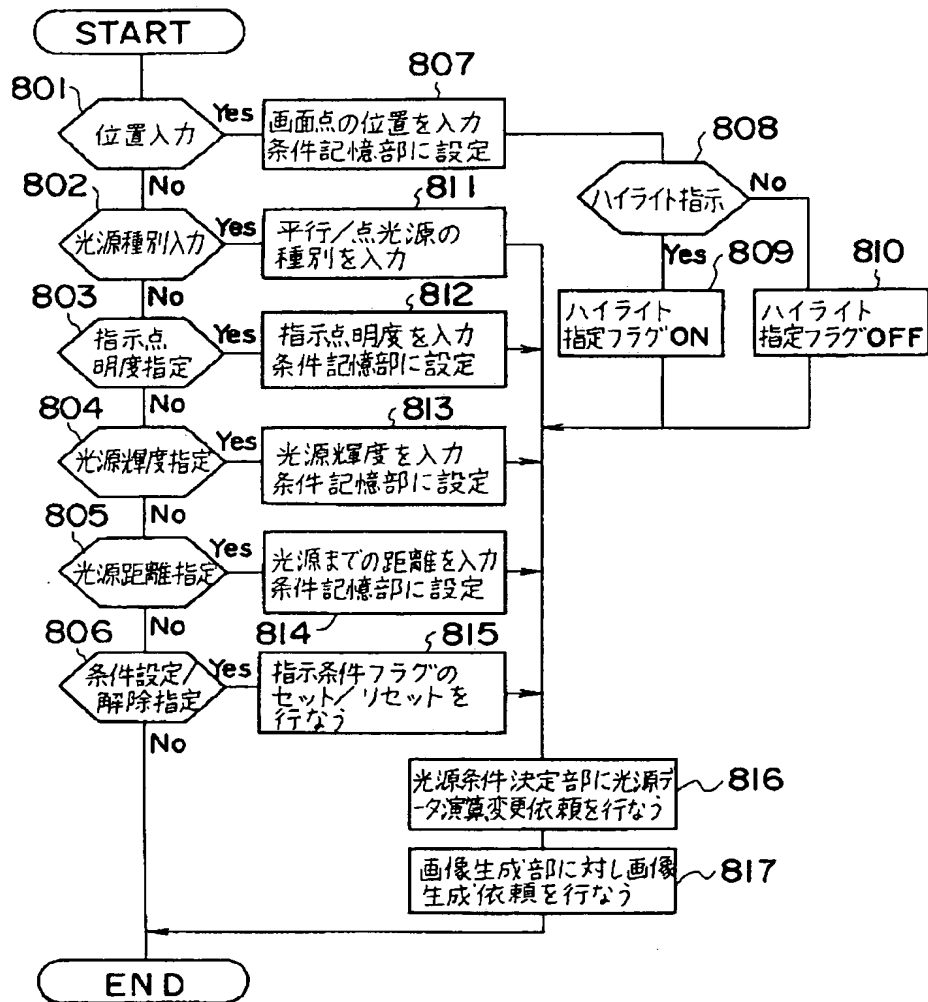 START
801
位置入力
Yes
No
807
画面点の位置を入力
条件記憶部に設定
808
ハイライト指示
No
Yes
809
ハイライト
指定フラグON
810
ハイライト
指定フラグOFF
802
光源種別入力
Yes
No
811
平行/点光源の
種別を入力
803
指示点
明度指定
Yes
No
812
指示点明度を入力
条件記憶部に設定
804
光源輝度指定
Yes
No
813
光源輝度を入力
条件記憶部に設定
805
光源距離指定
Yes
No
光源までの距離を入力
条件記憶部に設定
814
806
条件設定/
解除指定
Yes
No
815
指示条件フラグの
セット/リセットを
行なう
光源条件決定部に光源デ
ータ演算変更依頼を行なう
816
画像生成部に対し画像
生成依頼を行なう
817
END